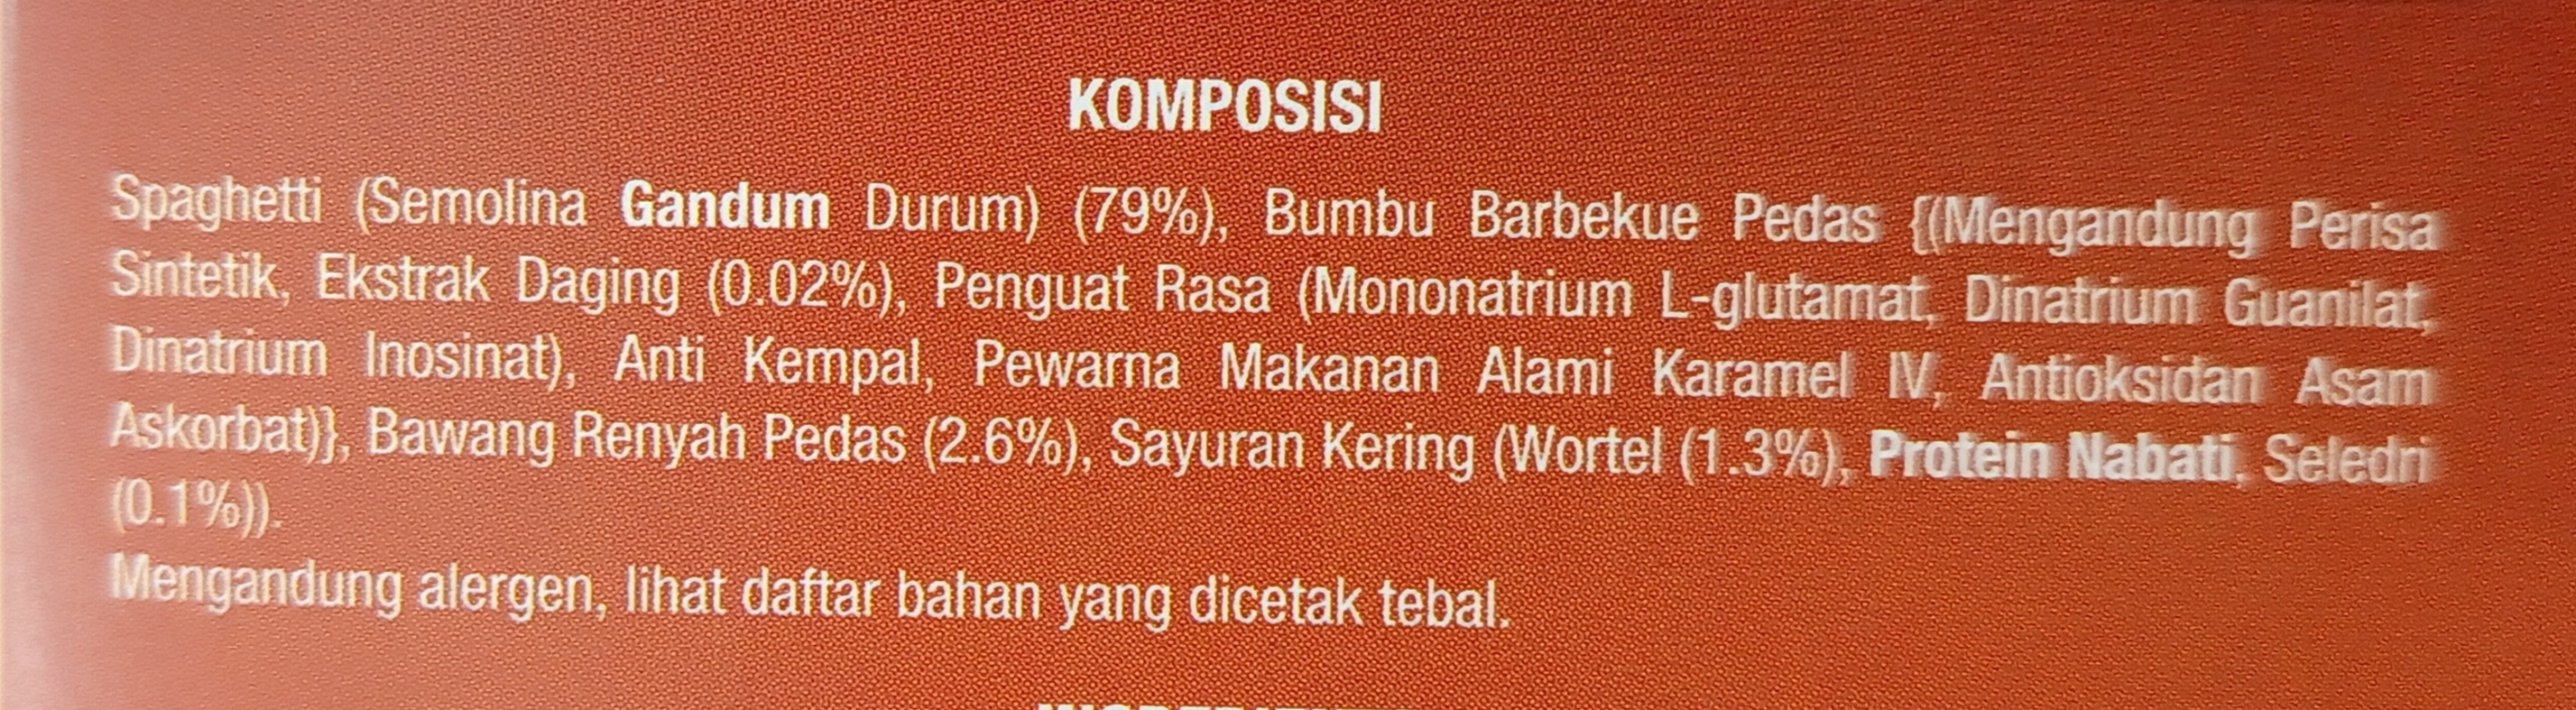 KOMPOSISI
Spaghetti (Semolina Gandum Durum) (79%), Bumbu Barbekue Pedas {(Mengandung Perisa
Sintetik, Ekstrak Daging (0.02%), Penguat Rasa (Mononatrium L-glutamat, Dinatrium Guanilat,
Dinatrium Inosinat), Anti Kempal, Pewarna Makanan Alami Karamel IV, Antioksidan Asam
Askorbat)}, Bawang Renyah Pedas (2.6%), Sayuran Kering (Wortel (1.3%), Protein Nabati, Seledri
(0.1%)).
Mengandung alergen, lihat daftar bahan yang dicetak tebal.